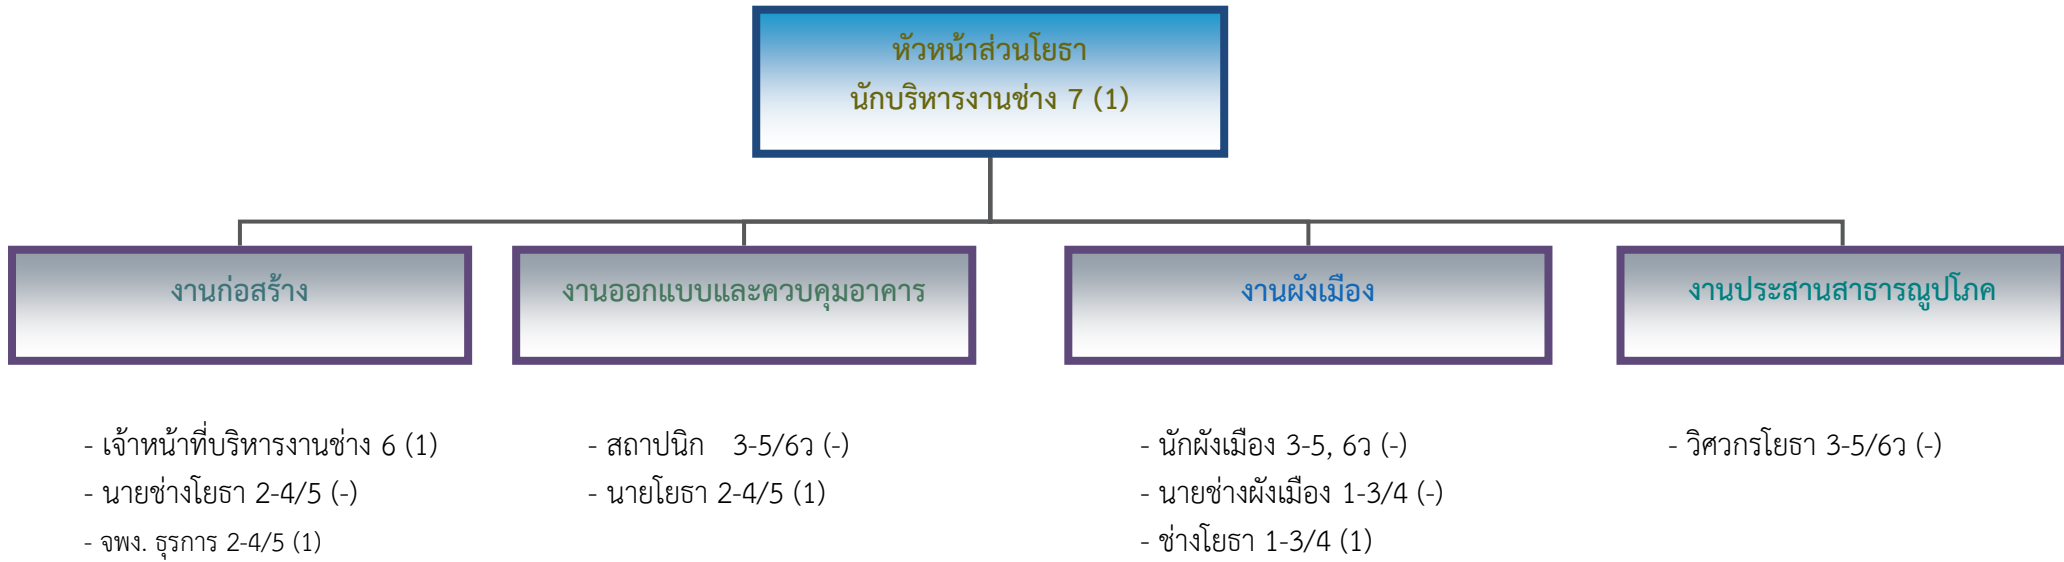 หัวหน้าส่วนโยธา
นักบริหารงานช่าง 7 (1)
งานก่อสร้าง
งานออกแบบและควบคุมอาคาร
งานผังเมือง
งานประสานสาธารณูปโภค
- เจ้าหน้าที่บริหารงานช่าง 6 (1)
- นายช่างโยธา 2-4/5 (-)
- จพง. ธุรการ 2-4/5 (1)
- สถาปนิก 3-5/6ว (-)
- นายโยธา 2-4/5 (1)
- นักผังเมือง 3-5, 6ว (-)
- นายช่างผังเมือง 1-3/4 (-)
- ช่างโยธา 1-3/4 (1)
- วิศวกรโยธา 3-5/6ว (-)